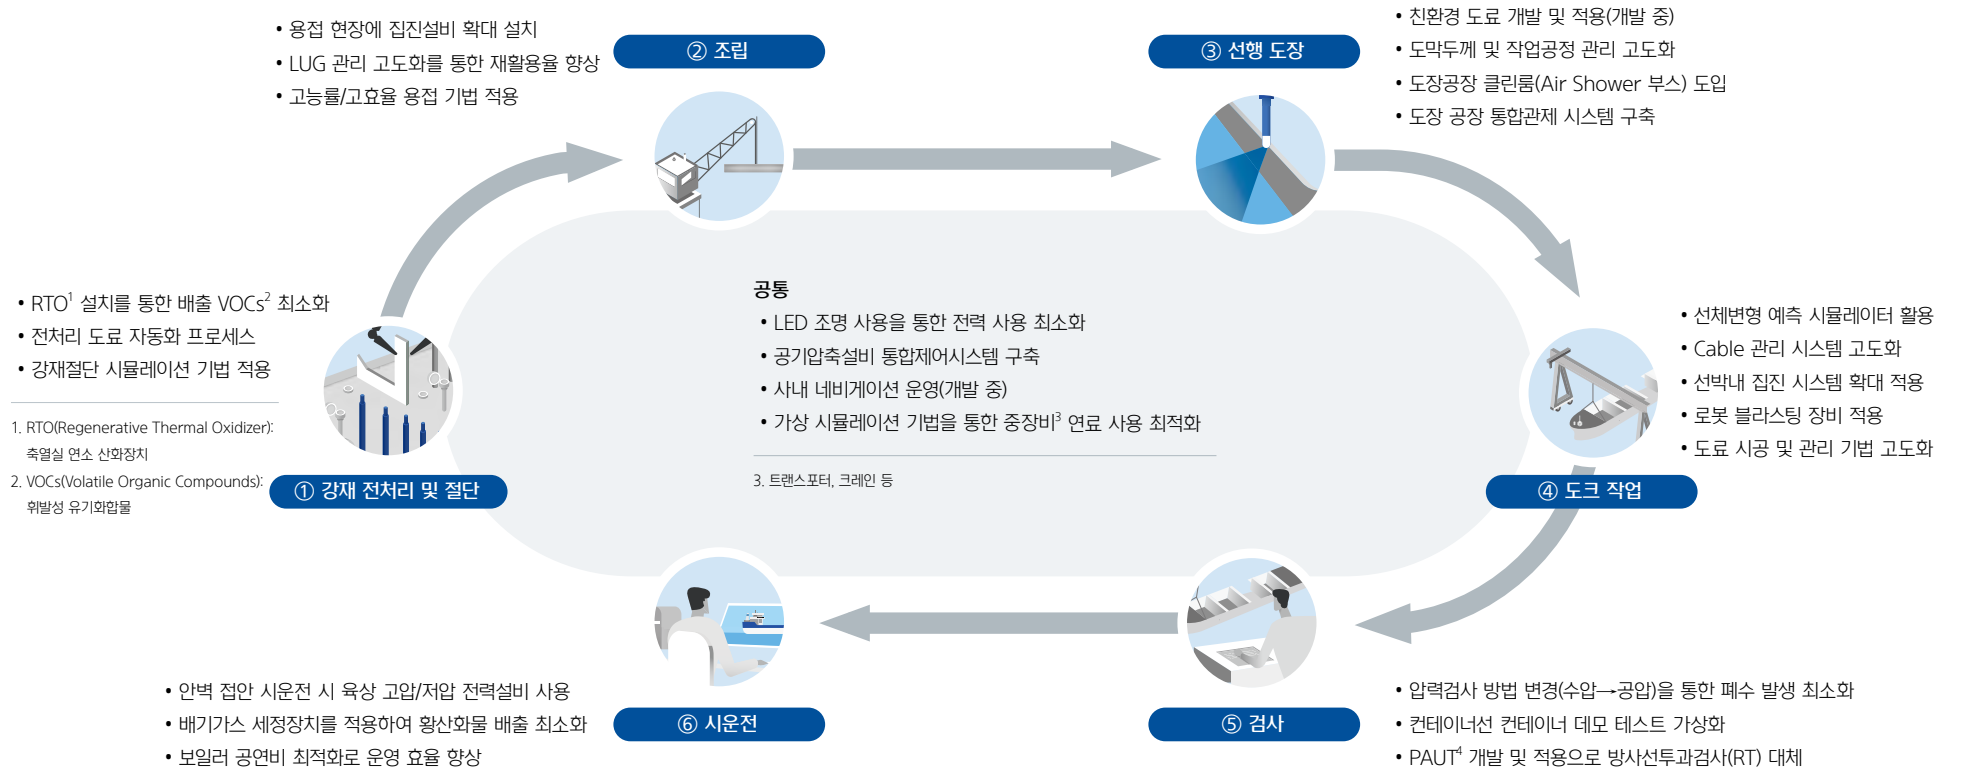 • RTO¹ 설치를 통한 배출 VOCs² 최소화
• 전처리 도료 자동화 프로세스
• 강재절단 시뮬레이션 기법 적용
1. RTO(Regenerative Thermal Oxidizer):
축열실 연소 산화장치
2. VOCs(Volatile Organic Compounds):
휘발성 유기화합물
① 강재 전처리 및 절단
• 용접 현장에 집진설비 확대 설치
• LUG 관리 고도화를 통한 재활용율 향상
• 고능률/고효율 용접 기법 적용
② 조립
③ 선행 도장
• 친환경 도료 개발 및 적용(개발 중)
• 도막두께 및 작업공정 관리 고도화
• 도장공장 클린룸(Air Shower 부스) 도입
• 도장 공장 통합관제 시스템 구축
• 선체변형 예측 시뮬레이터 활용
• Cable 관리 시스템 고도화
• 선박내 집진 시스템 확대 적용
• 로봇 블라스팅 장비 적용
• 도료 시공 및 관리 기법 고도화
④ 도크 작업
공통
• LED 조명 사용을 통한 전력 사용 최소화
• 공기압축설비 통합제어시스템 구축
• 사내 네비게이션 운영(개발 중)
• 가상 시뮬레이션 기법을 통한 중장비³ 연료 사용 최적화
3. 트랜스포터, 크레인 등
⑤ 검사
• 압력검사 방법 변경(수압→공압)을 통한 폐수 발생 최소화
• 컨테이너선 컨테이너 데모 테스트 가상화
• PAUT⁴ 개발 및 적용으로 방사선투과검사(RT) 대체
⑥ 시운전
• 안벽 접안 시운전 시 육상 고압/저압 전력설비 사용
• 배기가스 세정장치를 적용하여 황산화물 배출 최소화
• 보일러 공연비 최적화로 운영 효율 향상